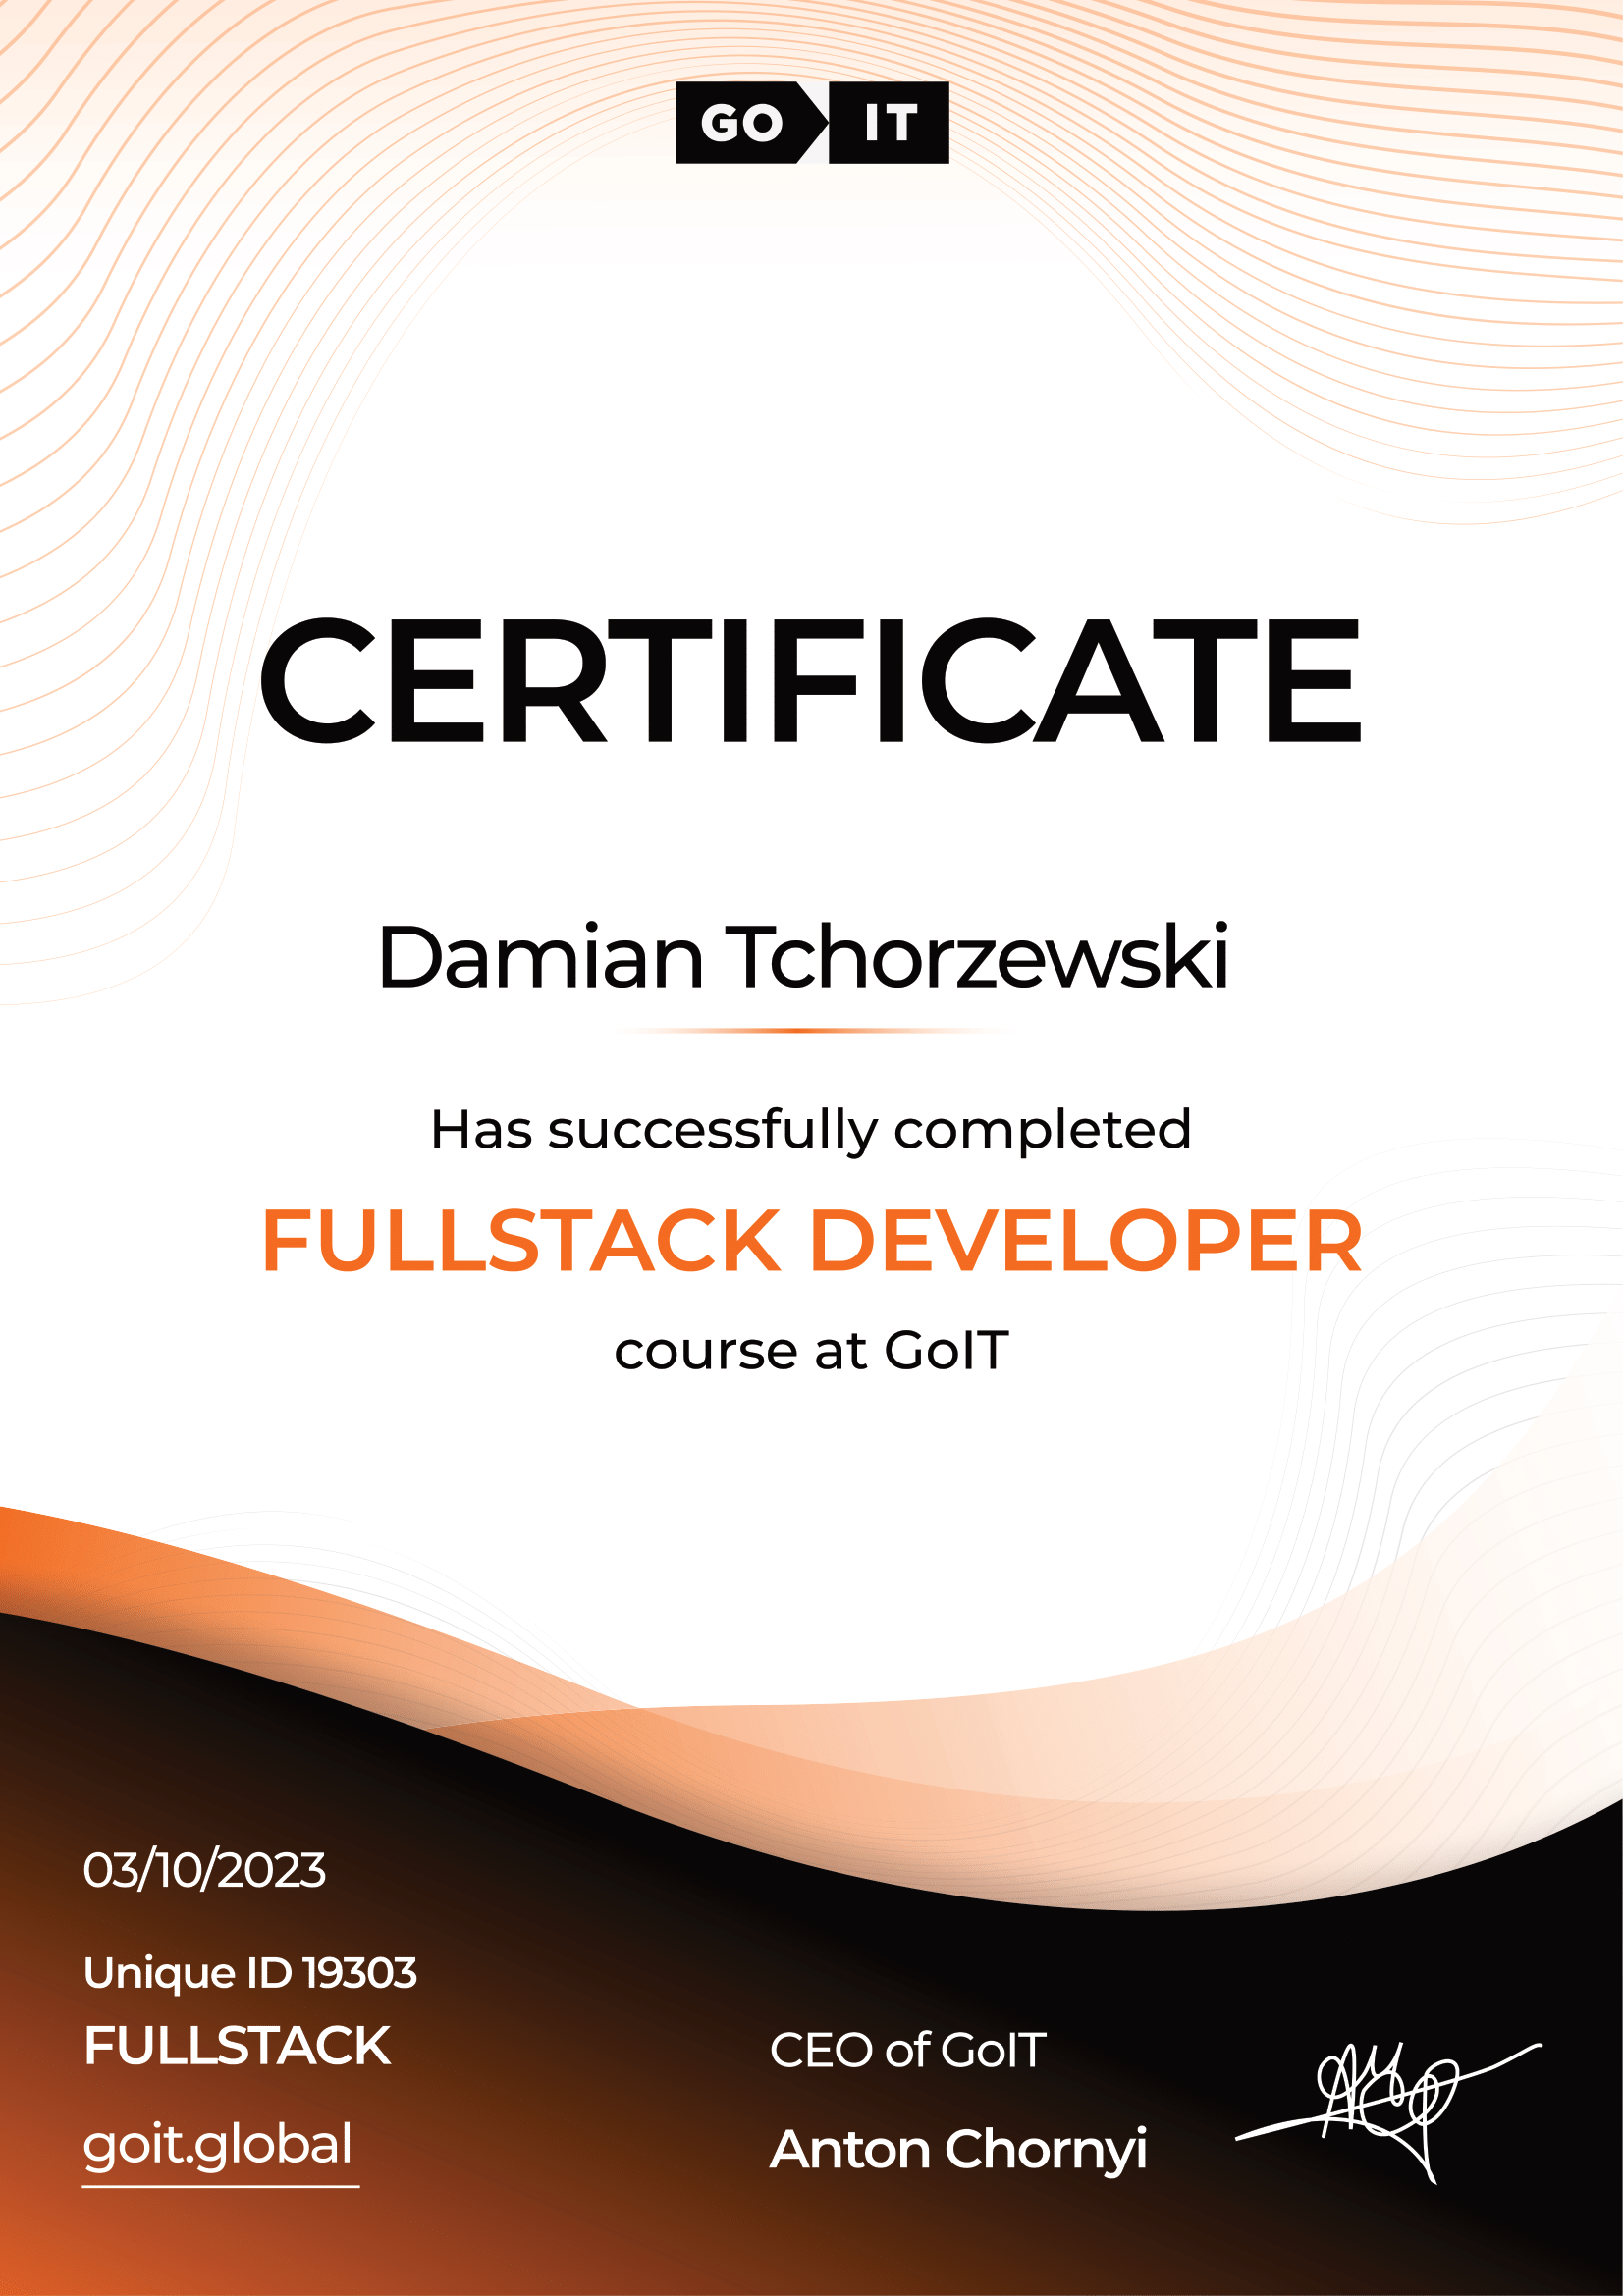 GO IT
CERTIFICATE
Damian Tchorzewski
Has successfully completed
FULLSTACK DEVELOPER
course at GoIT
03/10/2023
Unique ID 19303
FULLSTACK
goit.global
CEO of GoIT
Anton Chornyi